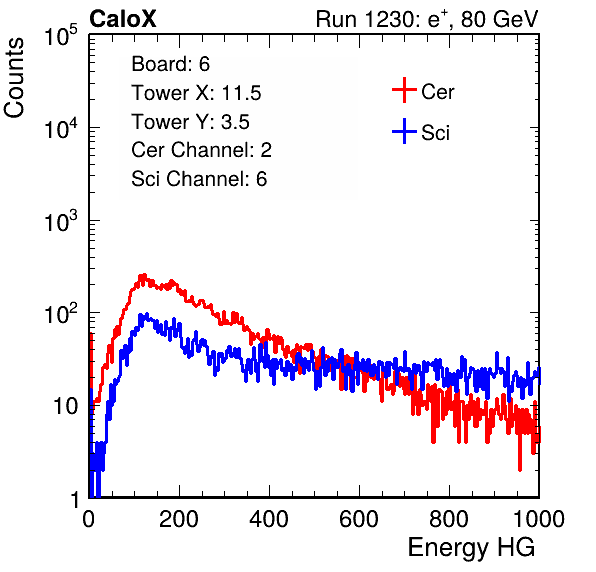 CaloX Run 1230: e⁺, 80 GeV
Counts
10⁵
10⁴
10³
10²
10
1
Board: 6
Tower X: 11.5
Tower Y: 3.5
Cer Channel: 2
Sci Channel: 6
Cer
Sci
0 200 400 600 800 1000
Energy HG